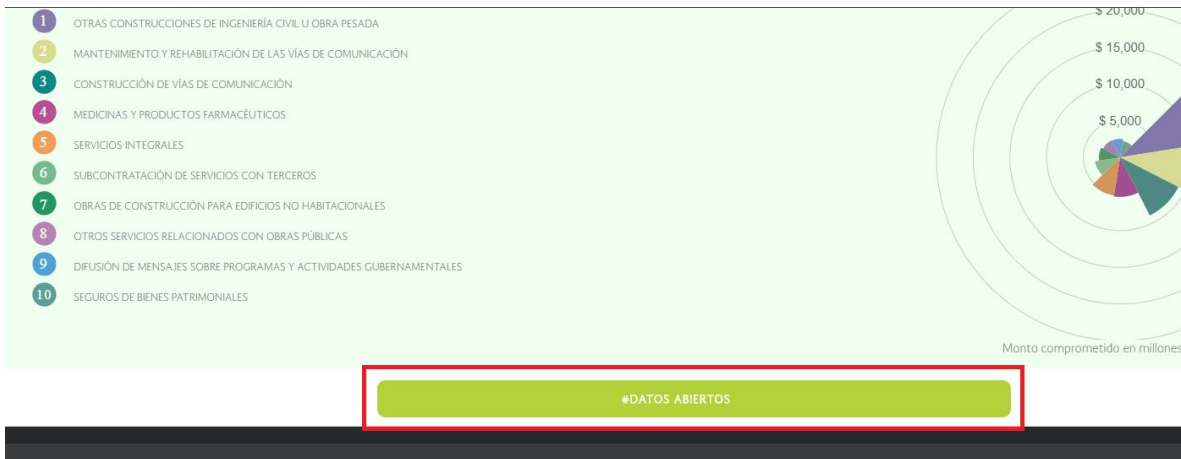 1 OTRAS CONSTRUCCIONES DE INGENIERÍA CIVIL U OBRA PESADA
2 MANTENIMIENTO Y REHABILITACIÓN DE LAS VÍAS DE COMUNICACIÓN
3 CONSTRUCCIÓN DE VÍAS DE COMUNICACIÓN
4 MEDICINAS Y PRODUCTOS FARMACÉUTICOS
5 SERVICIOS INTEGRALES
6 SUBCONTRATACIÓN DE SERVICIOS CON TERCEROS
7 OBRAS DE CONSTRUCCIÓN PARA EDIFICIOS NO HABITACIONALES
8 OTROS SERVICIOS RELACIONADOS CON OBRAS PÚBLICAS
9 DIFUSIÓN DE MENSAJES SOBRE PROGRAMAS Y ACTIVIDADES GUBERNAMENTALES
10 SEGUROS DE BIENES PATRIMONIALES
$ 20,000
$ 15,000
$ 10,000
$ 5,000
Monto comprometido en millones
#DATOS ABIERTOS